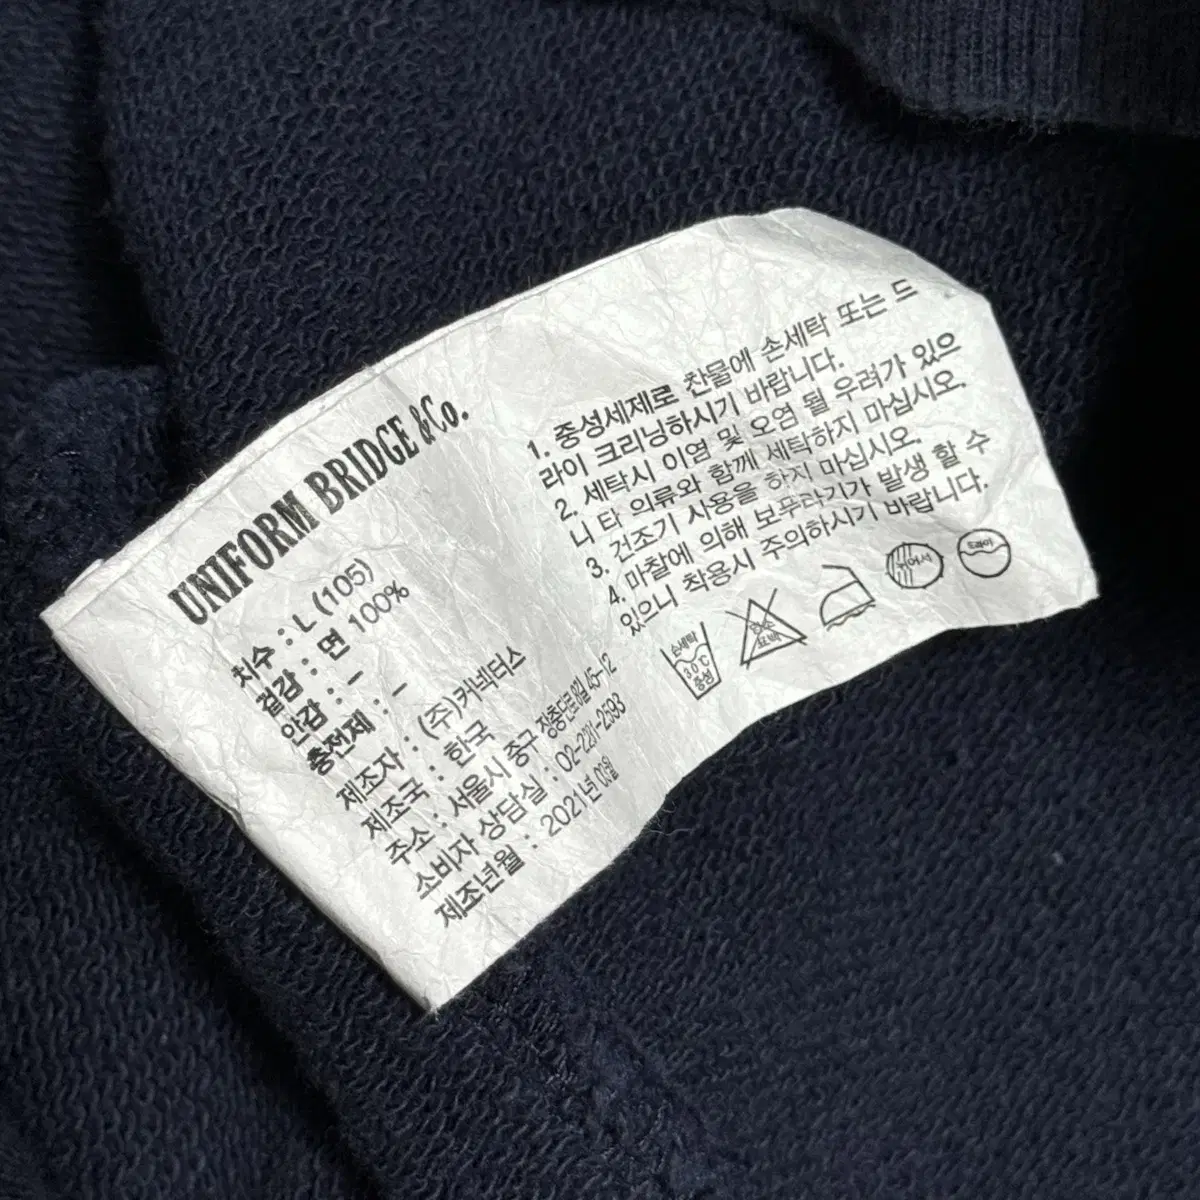 UNIFORM BRIDGE &Co.
치수 : L (105)
겉감 : 면 100%
안감 : -
충전제 : -
제조자 : (주)커넥터스
제조국 : 한국
주소 : 서울시 중구 장충단로8길 45-12
소비자 상담실 : 02-2221-2593
제조년월 : 2021년 03월
1. 중성세제로 찬물에 손세탁 또는 드
라이 크리닝하시기 바랍니다.
2. 세탁시 이염 및 오염 될 우려가 있으
니 타 의류와 함께 세탁하지 마십시오.
3. 건조기 사용을 하지 마십시오.
4. 마찰에 의해 보푸라기가 발생 할 수
있으니 착용시 주의하시기 바랍니다.
손세탁
30℃
중성
염소
표백
뉘어서
드라이